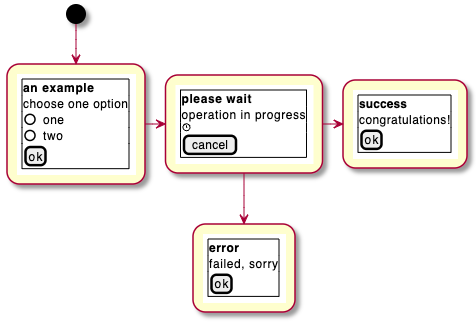 an example
choose one option
one
two
ok
please wait
operation in progress
cancel
success
congratulations!
ok
error
failed, sorry
ok